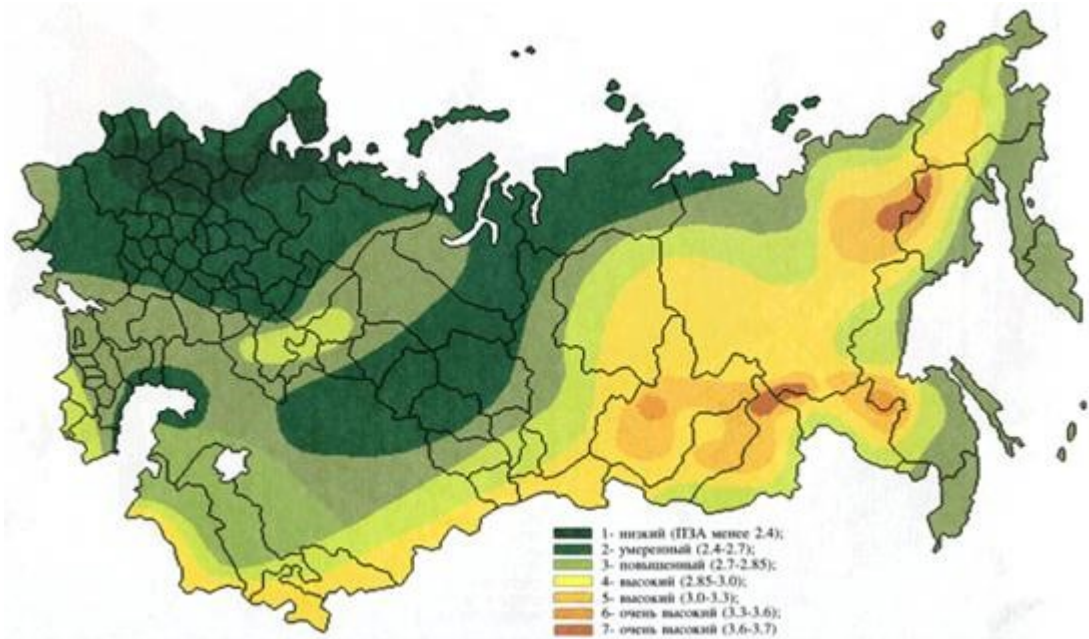 1- низкий (ПЗА менее 2.4);
2- умеренный (2.4-2.7);
3- повышенный (2.7-2.85);
4- высокий (2.85-3.0);
5- высокий (3.0-3.3);
6- очень высокий (3.3-3.6);
7- очень высокий (3.6-3.7)